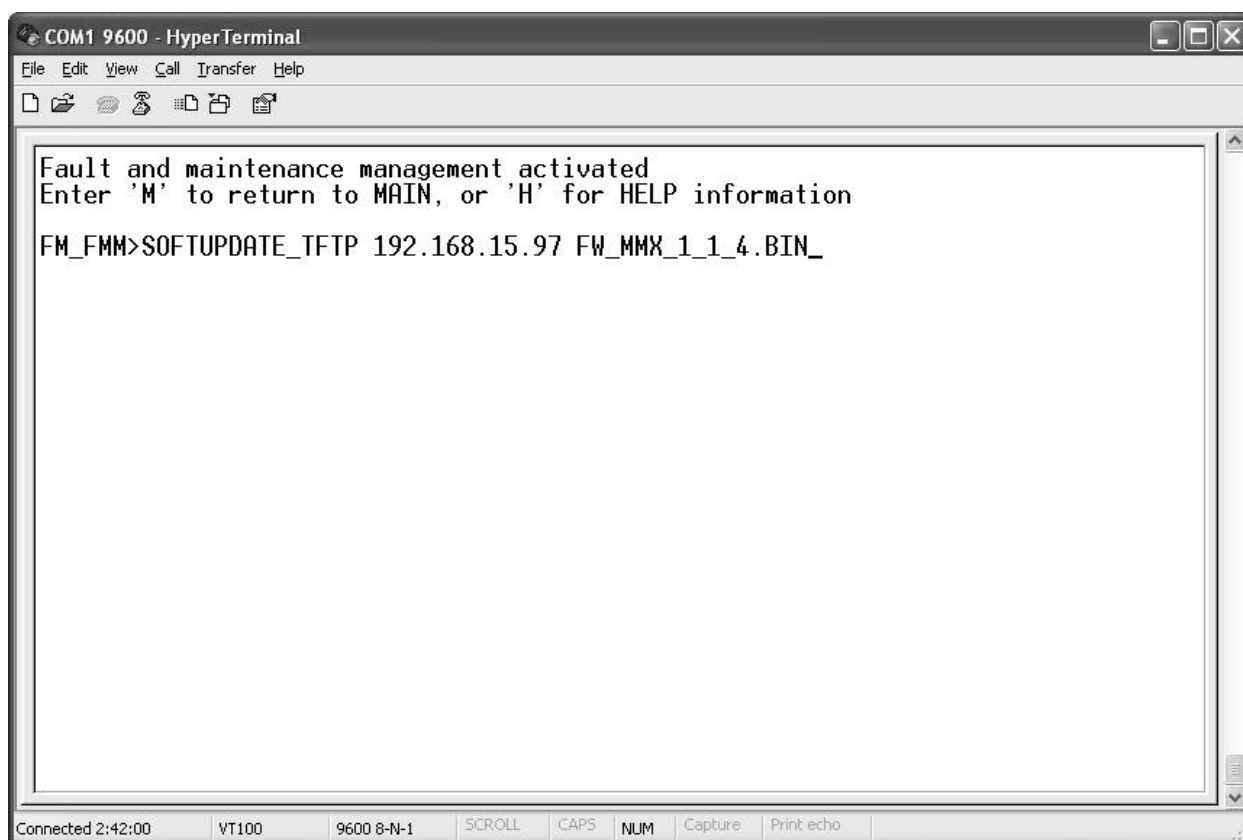 COM1 9600 - HyperTerminal
File Edit View Call Transfer Help
Fault and maintenance management activated
Enter 'M' to return to MAIN, or 'H' for HELP information
FM_FMM>SOFTUPDATE_TFTP 192.168.15.97 FW_MMX_1_1_4.BIN_
Connected 2:42:00 VT100 9600 8-N-1 SCROLL CAPS NUM Capture Print echo